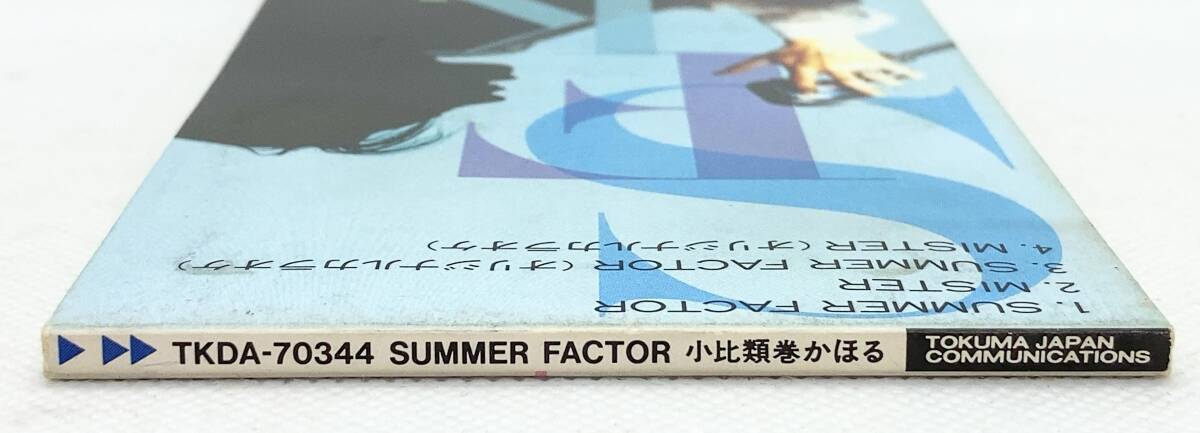 1. SUMMER FACTOR
2. MISTER
3. SUMMER FACTOR (オリジナルカラオケ)
4. MISTER (オリジナルカラオケ)
TKDA-70344 SUMMER FACTOR 小比類巻かほる
TOKUMA JAPAN
COMMUNICATIONS